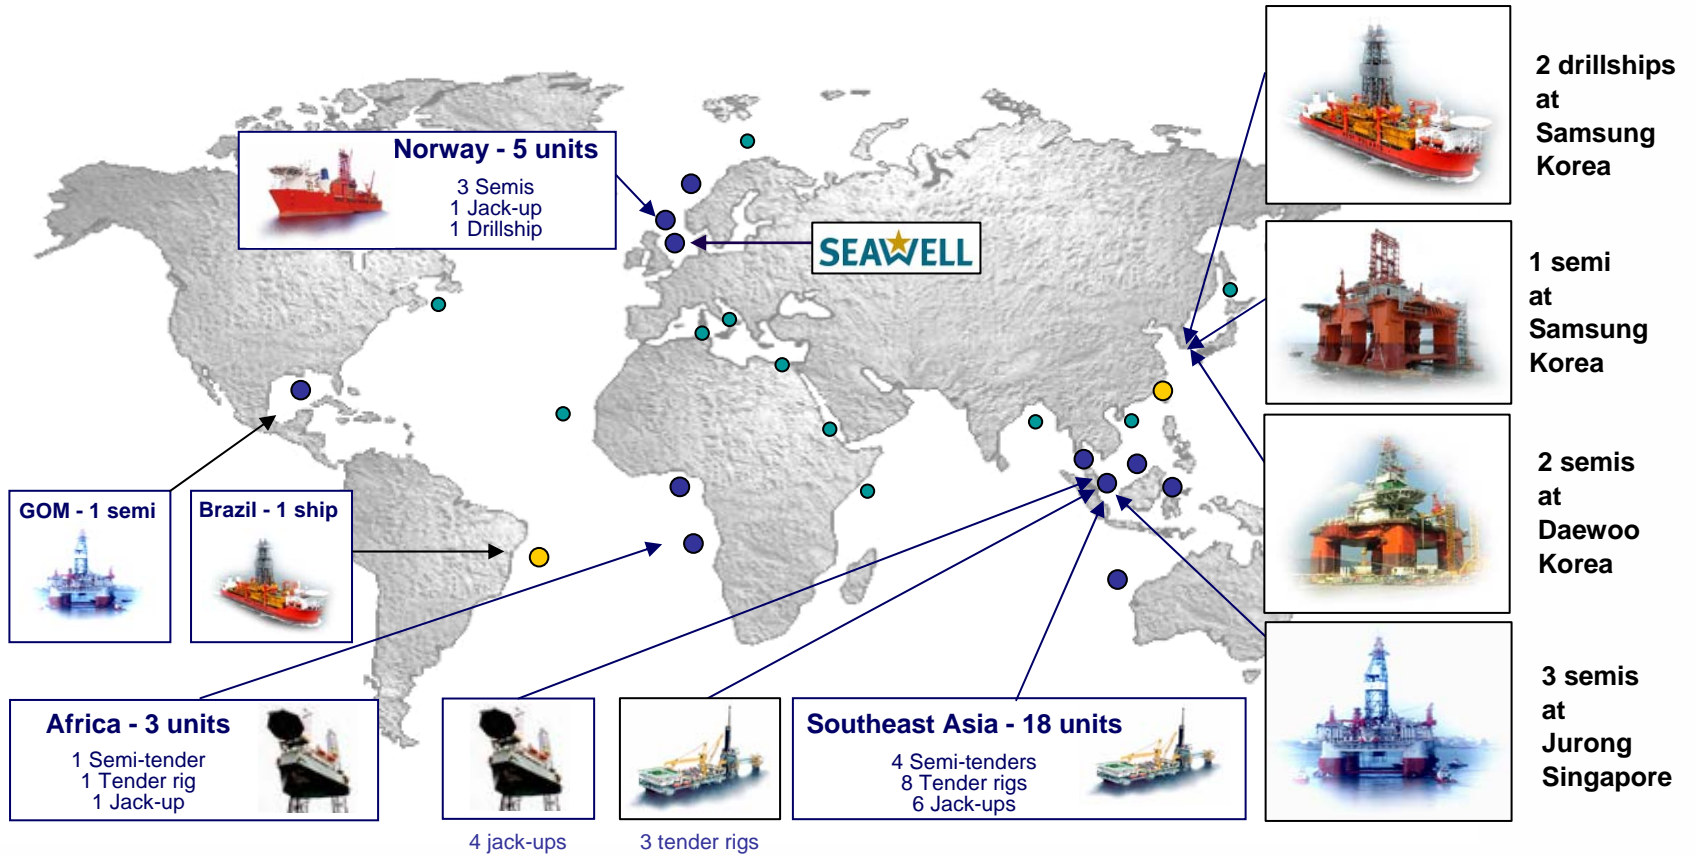 2 drillships
at
Samsung
Korea
Norway - 5 units
3 Semis
1 Jack-up
1 Drillship
SEAWELL
1 semi
at
Samsung
Korea
2 semis
at
Daewoo
Korea
GOM - 1 semi
Brazil - 1 ship
3 semis
at
Jurong
Singapore
Africa - 3 units
1 Semi-tender
1 Tender rig
1 Jack-up
4 jack-ups
3 tender rigs
Southeast Asia - 18 units
4 Semi-tenders
8 Tender rigs
6 Jack-ups